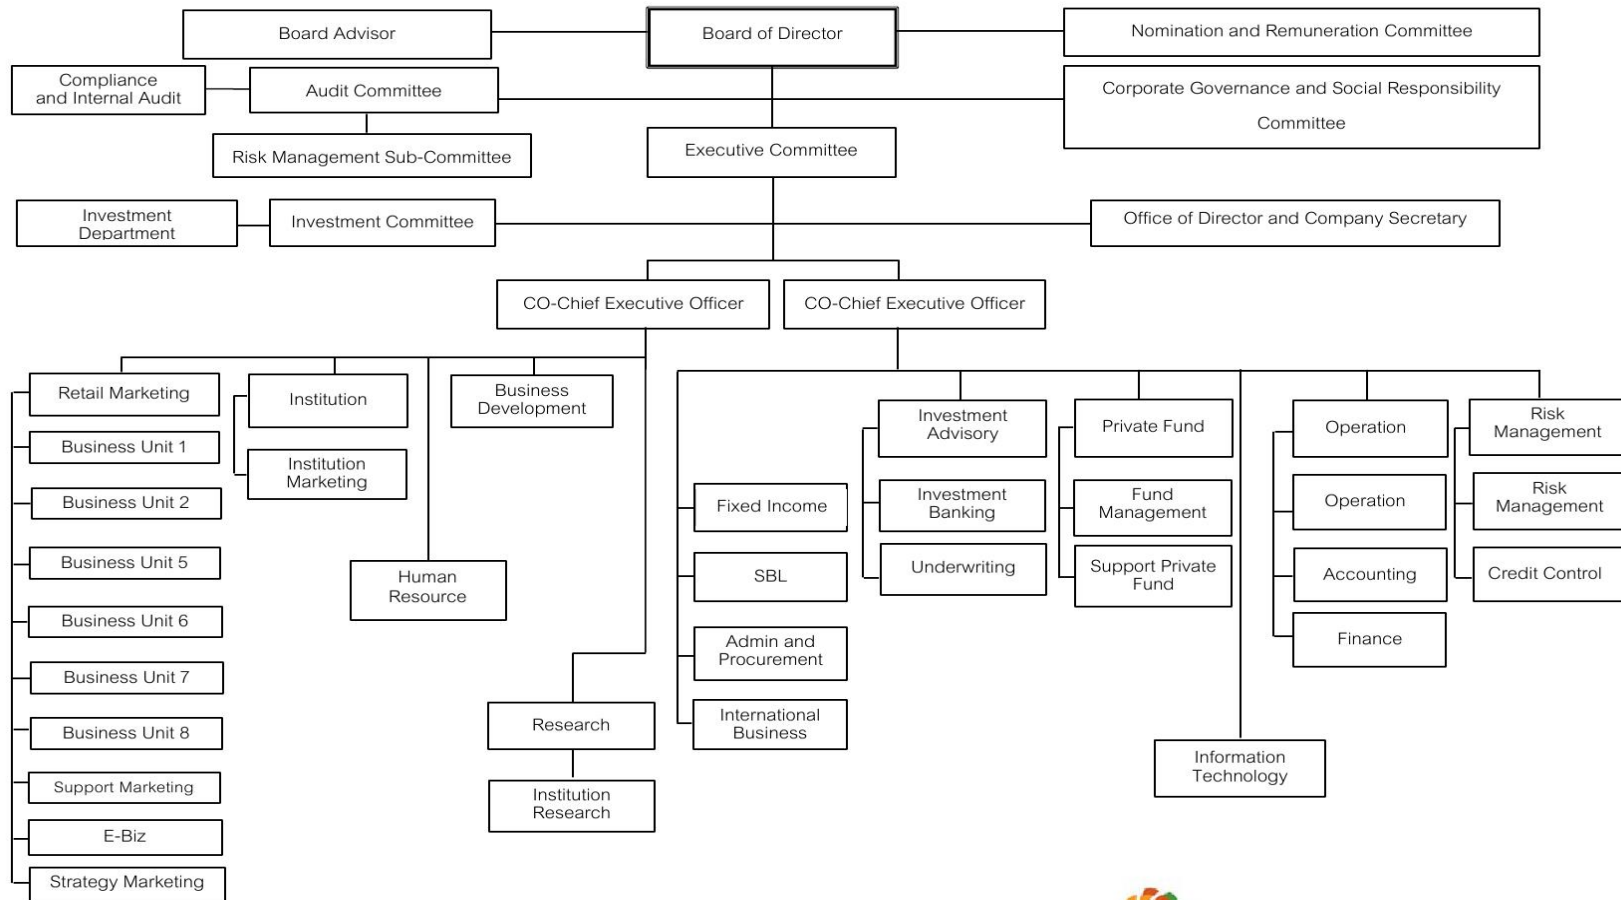 Board Advisor
Board of Director
Nomination and Remuneration Committee
Compliance
and Internal Audit
Audit Committee
Corporate Governance and Social Responsibility
Committee
Risk Management Sub-Committee
Executive Committee
Investment
Department
Investment Committee
Office of Director and Company Secretary
CO-Chief Executive Officer
CO-Chief Executive Officer
Retail Marketing
Business Unit 1
Business Unit 2
Business Unit 5
Business Unit 6
Business Unit 7
Business Unit 8
Support Marketing
E-Biz
Strategy Marketing
Institution
Institution
Marketing
Human
Resource
Business
Development
Research
Institution
Research
Fixed Income
SBL
Admin and
Procurement
International
Business
Investment
Advisory
Investment
Banking
Underwriting
Private Fund
Fund
Management
Support Private
Fund
Information
Technology
Operation
Operation
Accounting
Finance
Risk
Management
Risk
Management
Credit Control